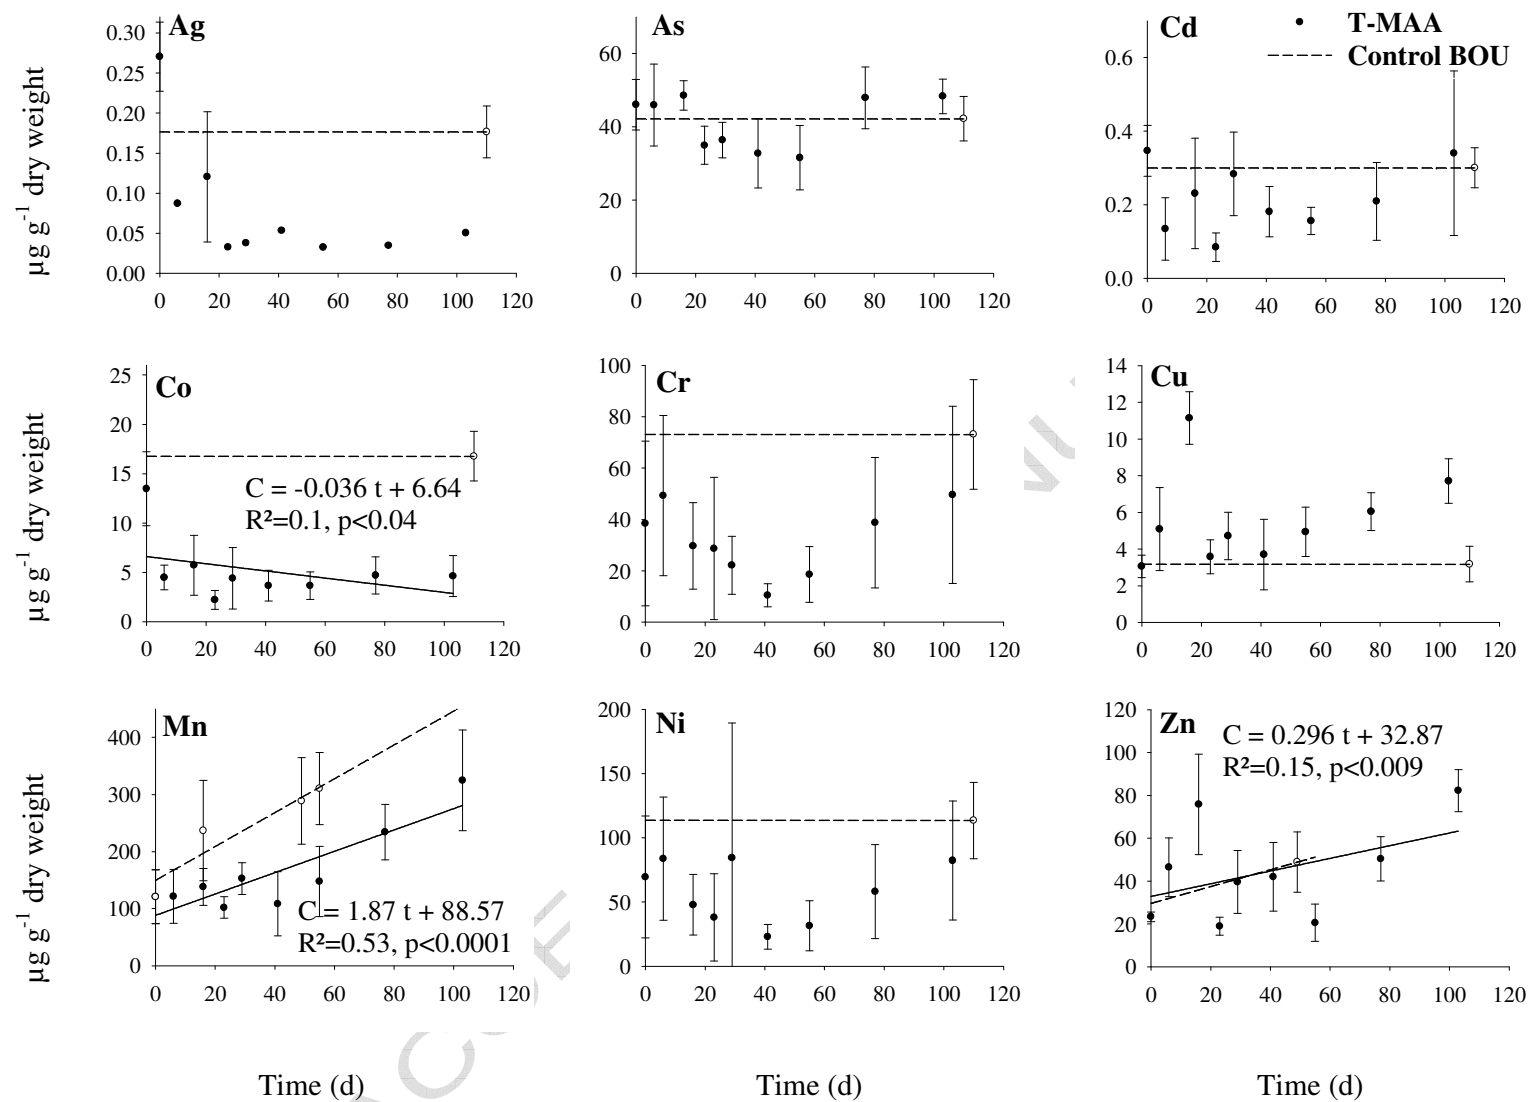 Ag
As
Cd
T-MAA
Control BOU
µg g⁻¹ dry weight
0.30
0.25
0.20
0.15
0.10
0.05
0.00
0 20 40 60 80 100 120
60
40
20
0
0 20 40 60 80 100 120
0.6
0.4
0.2
0.0
0 20 40 60 80 100 120
Co
Cr
Cu
µg g⁻¹ dry weight
25
20
15
10
5
0
C = -0.036 t + 6.64
R²=0.1, p<0.04
0 20 40 60 80 100 120
100
80
60
40
20
0
0 20 40 60 80 100 120
14
12
10
8
6
4
2
0
0 20 40 60 80 100 120
Mn
Ni
Zn
µg g⁻¹ dry weight
400
300
200
100
0
C = 1.87 t + 88.57
R²=0.53, p<0.0001
0 20 40 60 80 100 120
200
150
100
50
0
0 20 40 60 80 100 120
120
100
80
60
40
20
0
C = 0.296 t + 32.87
R²=0.15, p<0.009
0 20 40 60 80 100 120
Time (d)
Time (d)
Time (d)